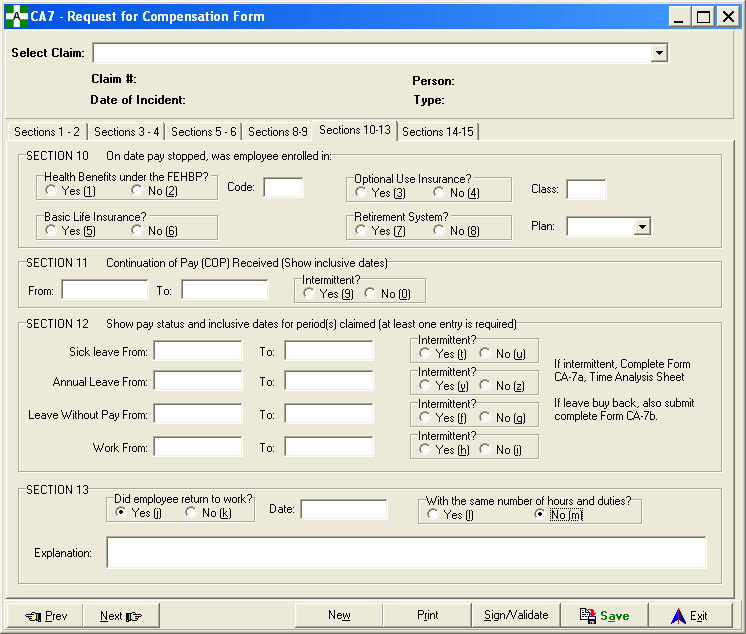 CA7 - Request for Compensation Form
Select Claim:
Claim #: Person:
Date of Incident: Type:
Sections 1 - 2 Sections 3 - 4 Sections 5 - 6 Sections 8-9 Sections 10-13 Sections 14-15
SECTION 10 On date pay stopped, was employee enrolled in:
Health Benefits under the FEHBP? Optional Use Insurance?
Yes (1) No (2) Code: Yes (3) No (4) Class:
Basic Life Insurance? Retirement System?
Yes (5) No (6) Yes (7) No (8) Plan:
SECTION 11 Continuation of Pay (COP) Received (Show inclusive dates)
Intermittent?
From: To: Yes (9) No (0)
SECTION 12 Show pay status and inclusive dates for period(s) claimed (at least one entry is required)
Intermittent?
Sick leave From: To: Yes (t) No (u)
If intermittent, Complete Form
CA-7a, Time Analysis Sheet
Intermittent?
Annual Leave From: To: Yes (v) No (z)
If leave buy back, also submit
complete Form CA-7b.
Intermittent?
Leave Without Pay From: To: Yes (f) No (g)
Intermittent?
Work From: To: Yes (h) No (i)
SECTION 13
Did employee return to work? With the same number of hours and duties?
Yes (j) No (k) Date: Yes (l) No (m)
Explanation:
Prev Next New Print Sign/Validate Save Exit